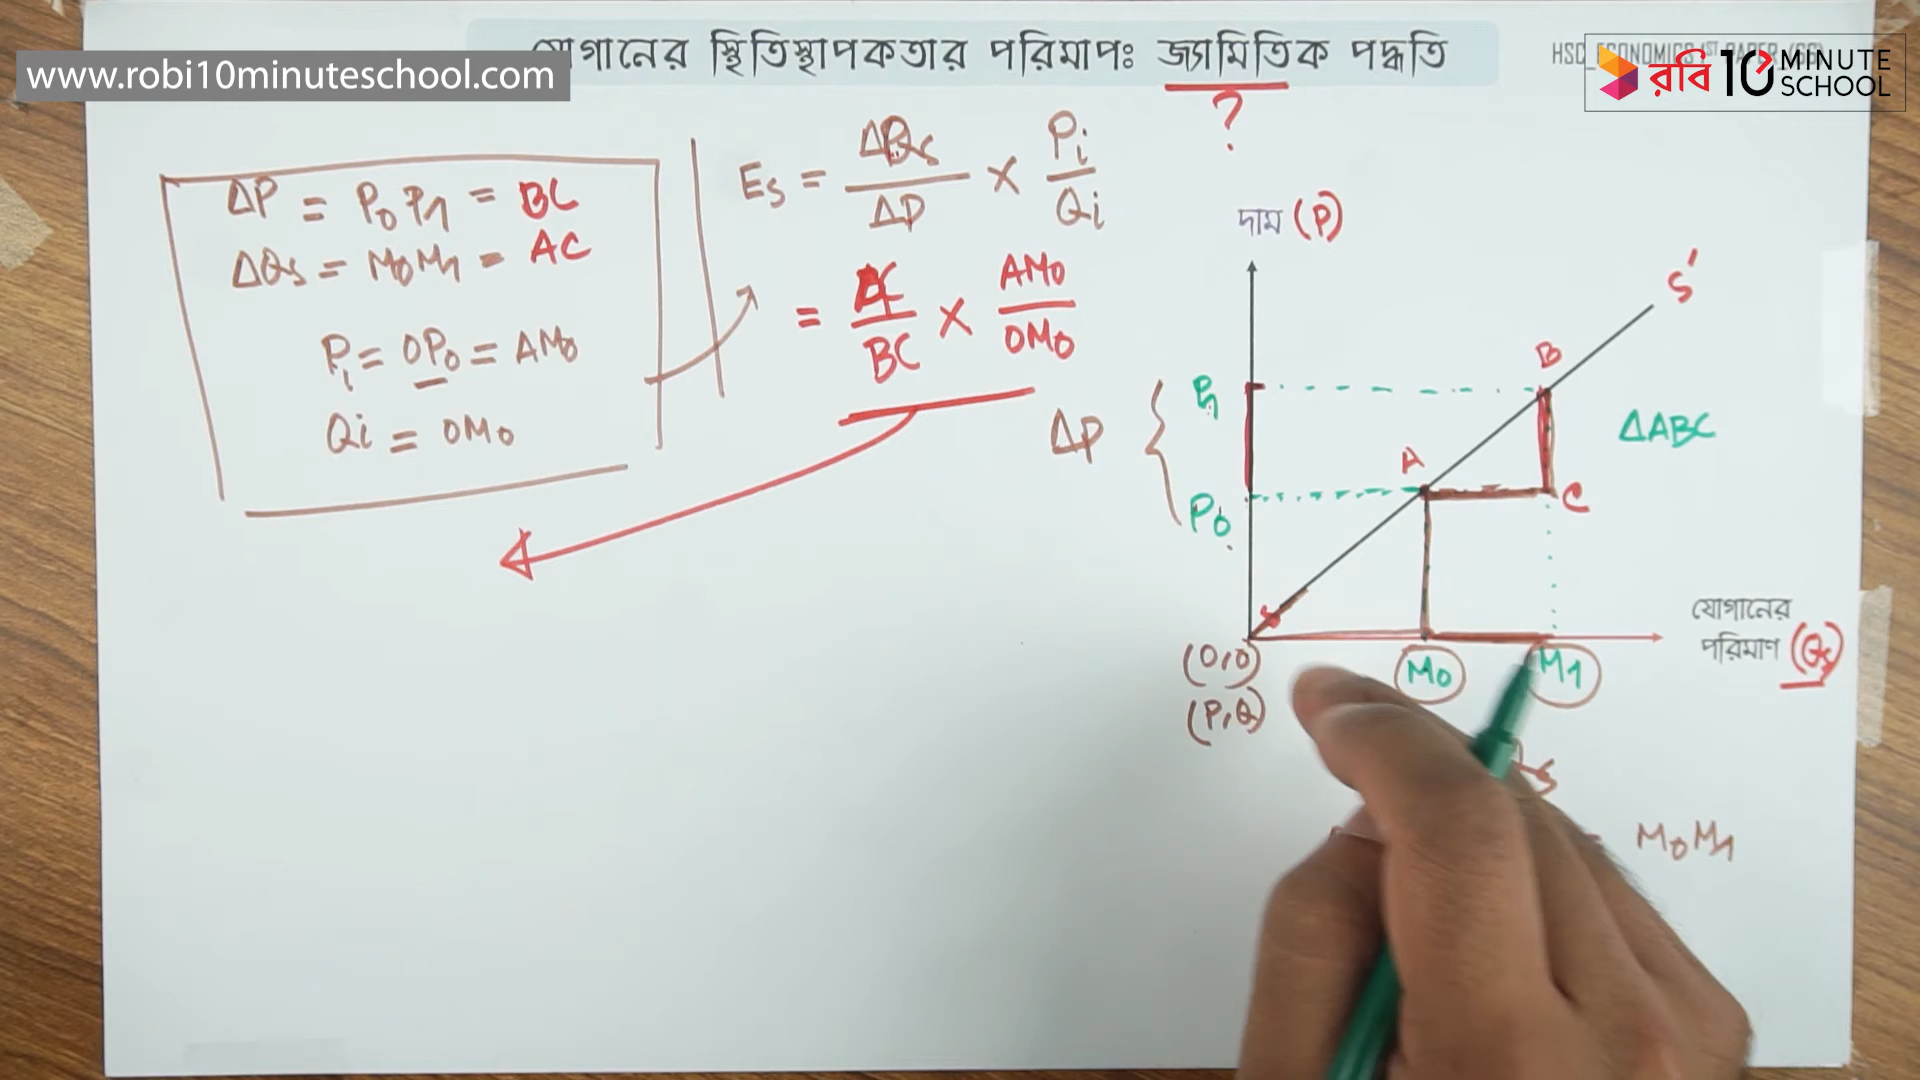 যোগানের স্থিতিস্থাপকতার পরিমাপঃ জ্যামিতিক পদ্ধতি
www.robi10minuteschool.com
রবি 10 MINUTE SCHOOL
?
ΔP = P₀P₁ = BC
ΔQs = M₀M₁ = AC
Pi = OP₀ = AM₀
Qi = OM₀
Es = ΔQs/ΔP × Pi/Qi
= AC/BC × AM₀/OM₀
দাম (P)
S'
B
P₁
ΔP
ΔABC
A
P₀
C
S
যোগানের
পরিমাণ (Qs)
(0,0)
M₀
M₁
(P,Q)
M₀M₁